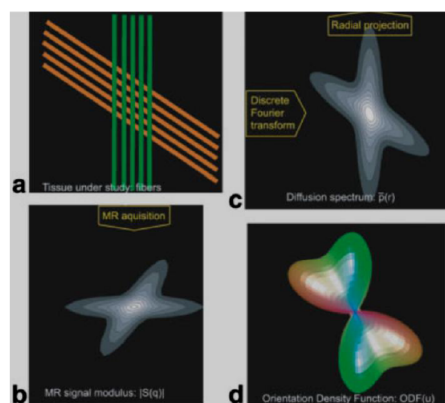 Radial projection
Discrete
Fourier
transform
a
Tissue under study: fibers
c
Diffusion spectrum: p̅(r)
MR aquisition
b
MR signal modulus: |S(q)|
d
Orientation Density Function: ODF(u)